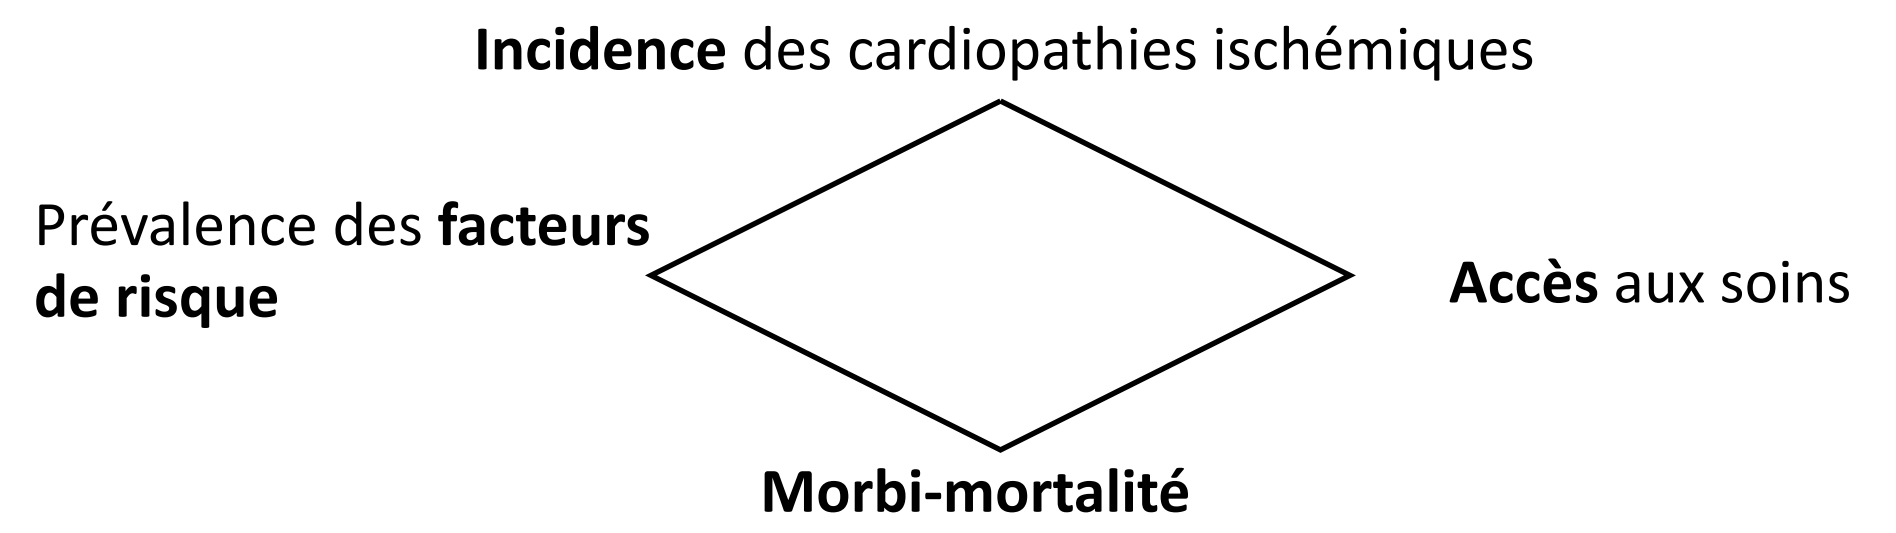 Incidence des cardiopathies ischémiques
Prévalence des facteurs
de risque
Accès aux soins
Morbi-mortalité